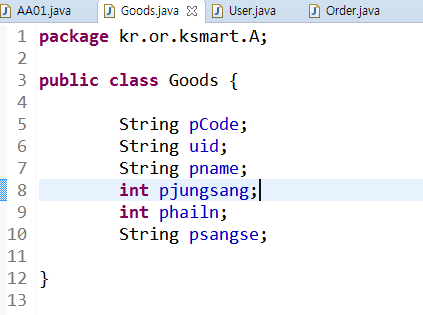 AA01.java Goods.java User.java Order.java
1 package kr.or.ksmart.A;
2
3 public class Goods {
4
5 String pCode;
6 String uid;
7 String pname;
8 int pjungsang;
9 int phailn;
10 String psangse;
11
12 }
13